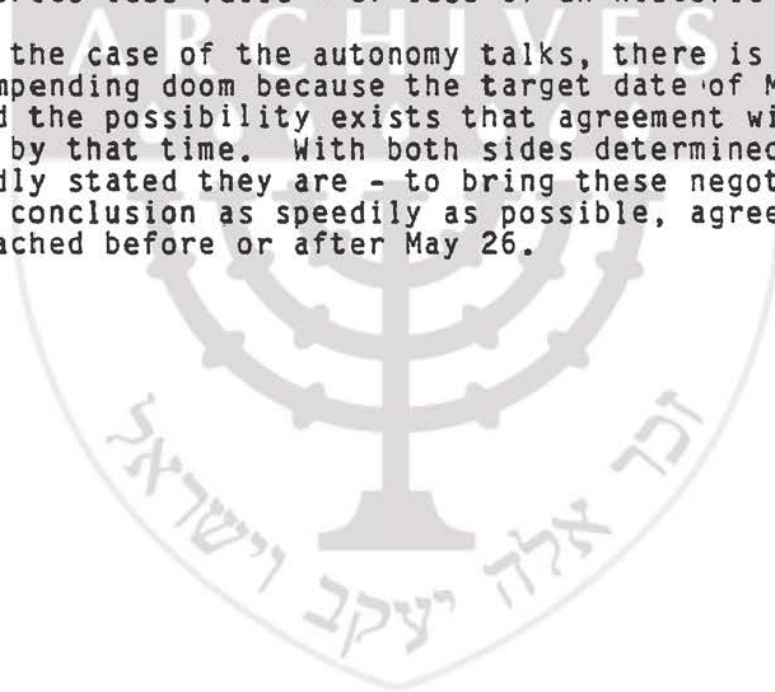 ARCHIVES
the case of the autonomy talks, there is
mpending doom because the target date of M
d the possibility exists that agreement wi
by that time. With both sides determined
dly stated they are - to bring these negot
conclusion as speedily as possible, agree
ached before or after May 26.
זכר אלה יעקב וישראל